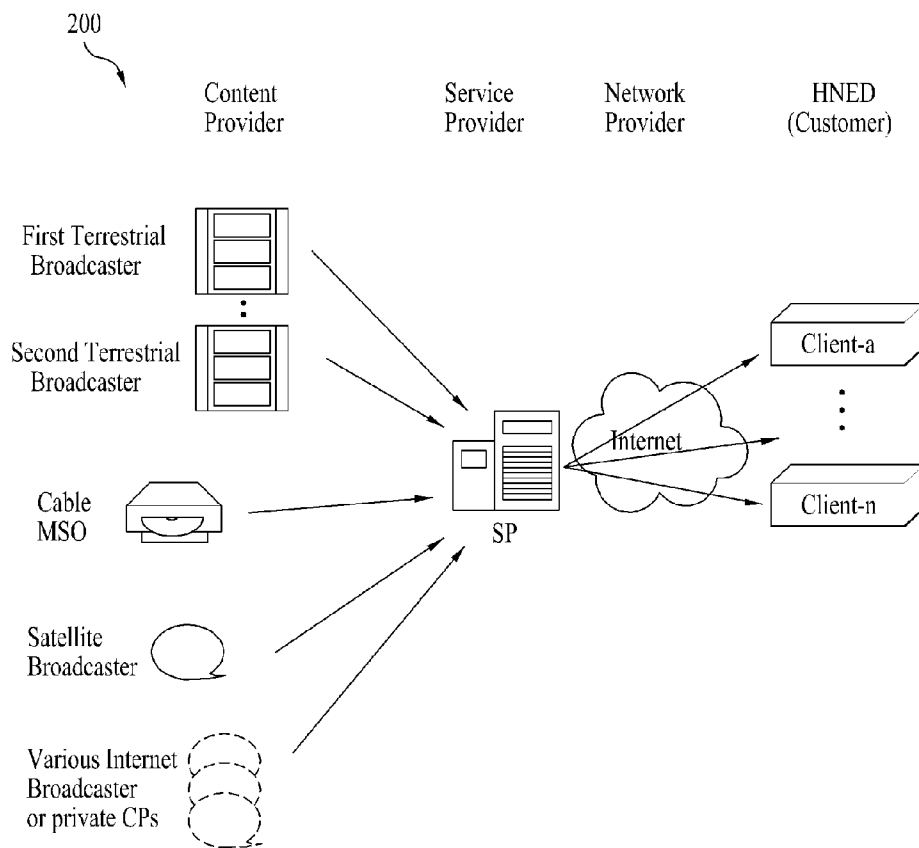 200
Content
Provider
Service
Provider
Network
Provider
HNED
(Customer)
First Terrestrial
Broadcaster
Second Terrestrial
Broadcaster
Client-a
Internet
Cable
MSO
SP
Client-n
Satellite
Broadcaster
Various Internet
Broadcaster
or private CPs